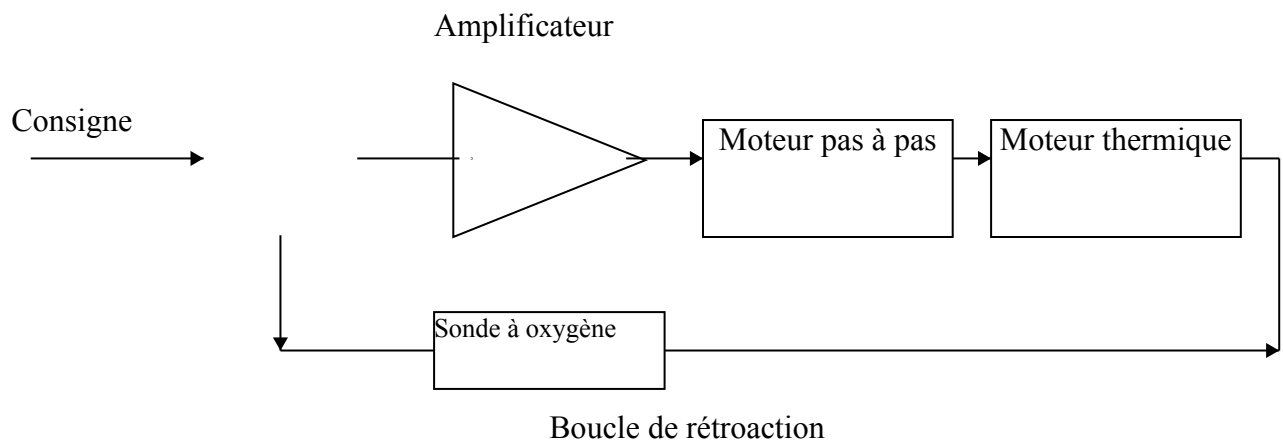 Amplificateur
Consigne
Moteur pas à pas
Moteur thermique
Sonde à oxygène
Boucle de rétroaction